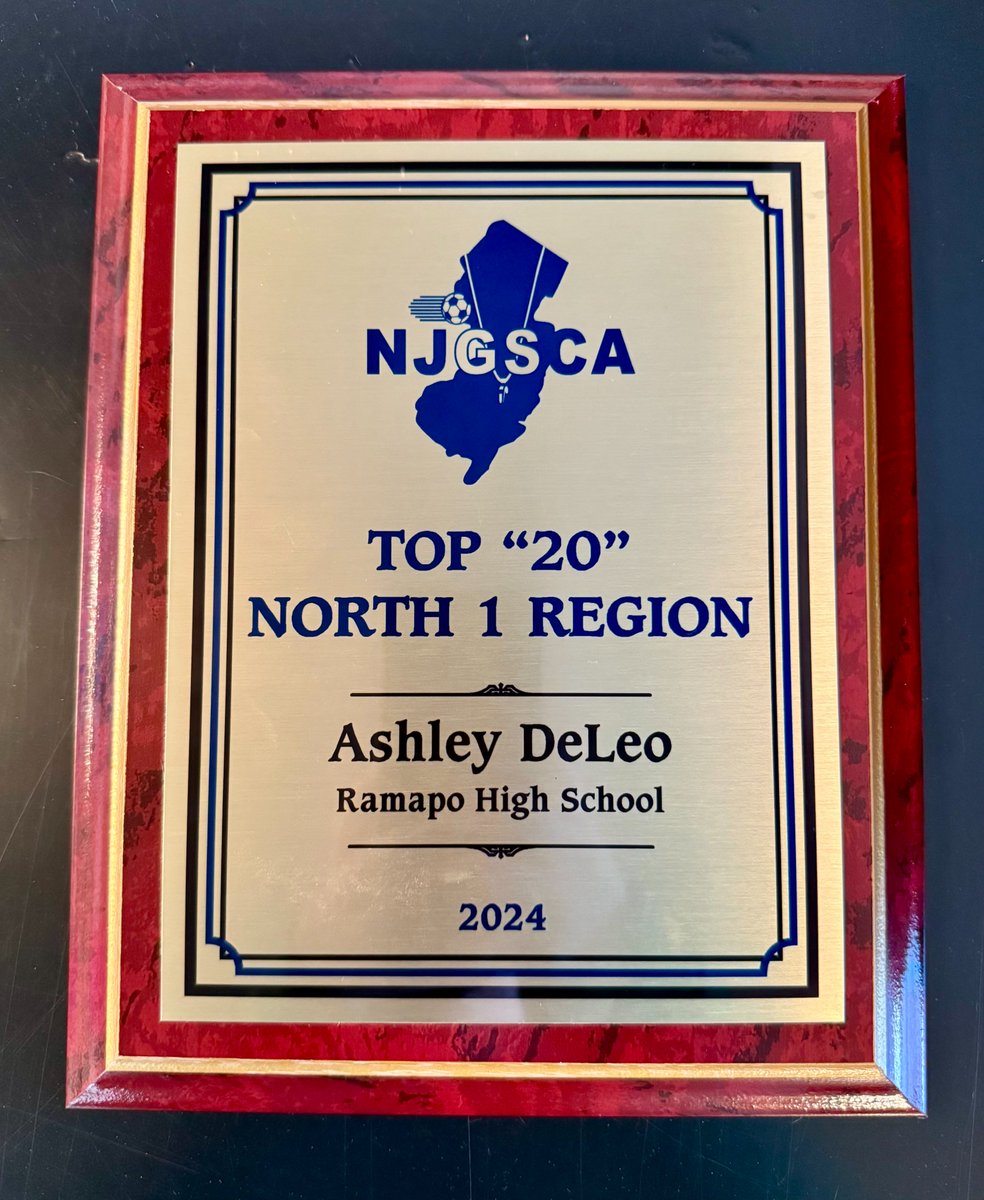 NJGSCA
TOP “20”
NORTH 1 REGION
Ashley DeLeo
Ramapo High School
2024